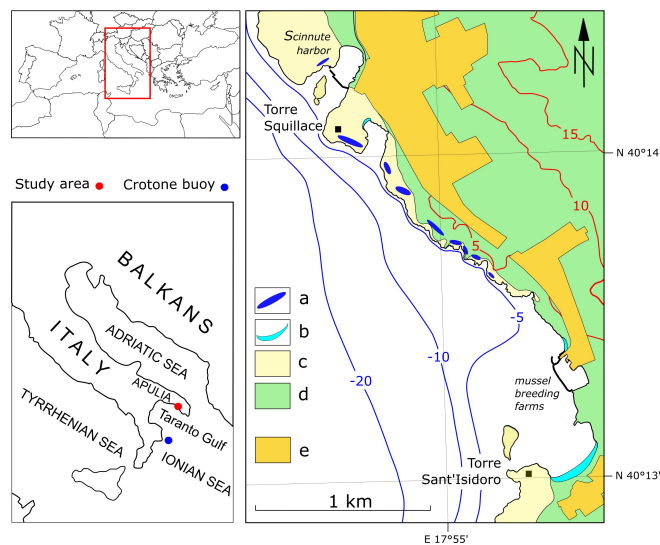 Study area
Crotone buoy
BALKANS
ITALY
ADRIATIC SEA
APULIA
Taranto Gulf
TYRRHENIAN SEA
IONIAN SEA
Scinnute
harbor
N
Torre
Squillace
15
N 40°14'
10
5
-5
-10
-20
a
b
c
d
e
mussel
breeding
farms
Torre
Sant'Isidoro
N 40°13'
1 km
E 17°55'